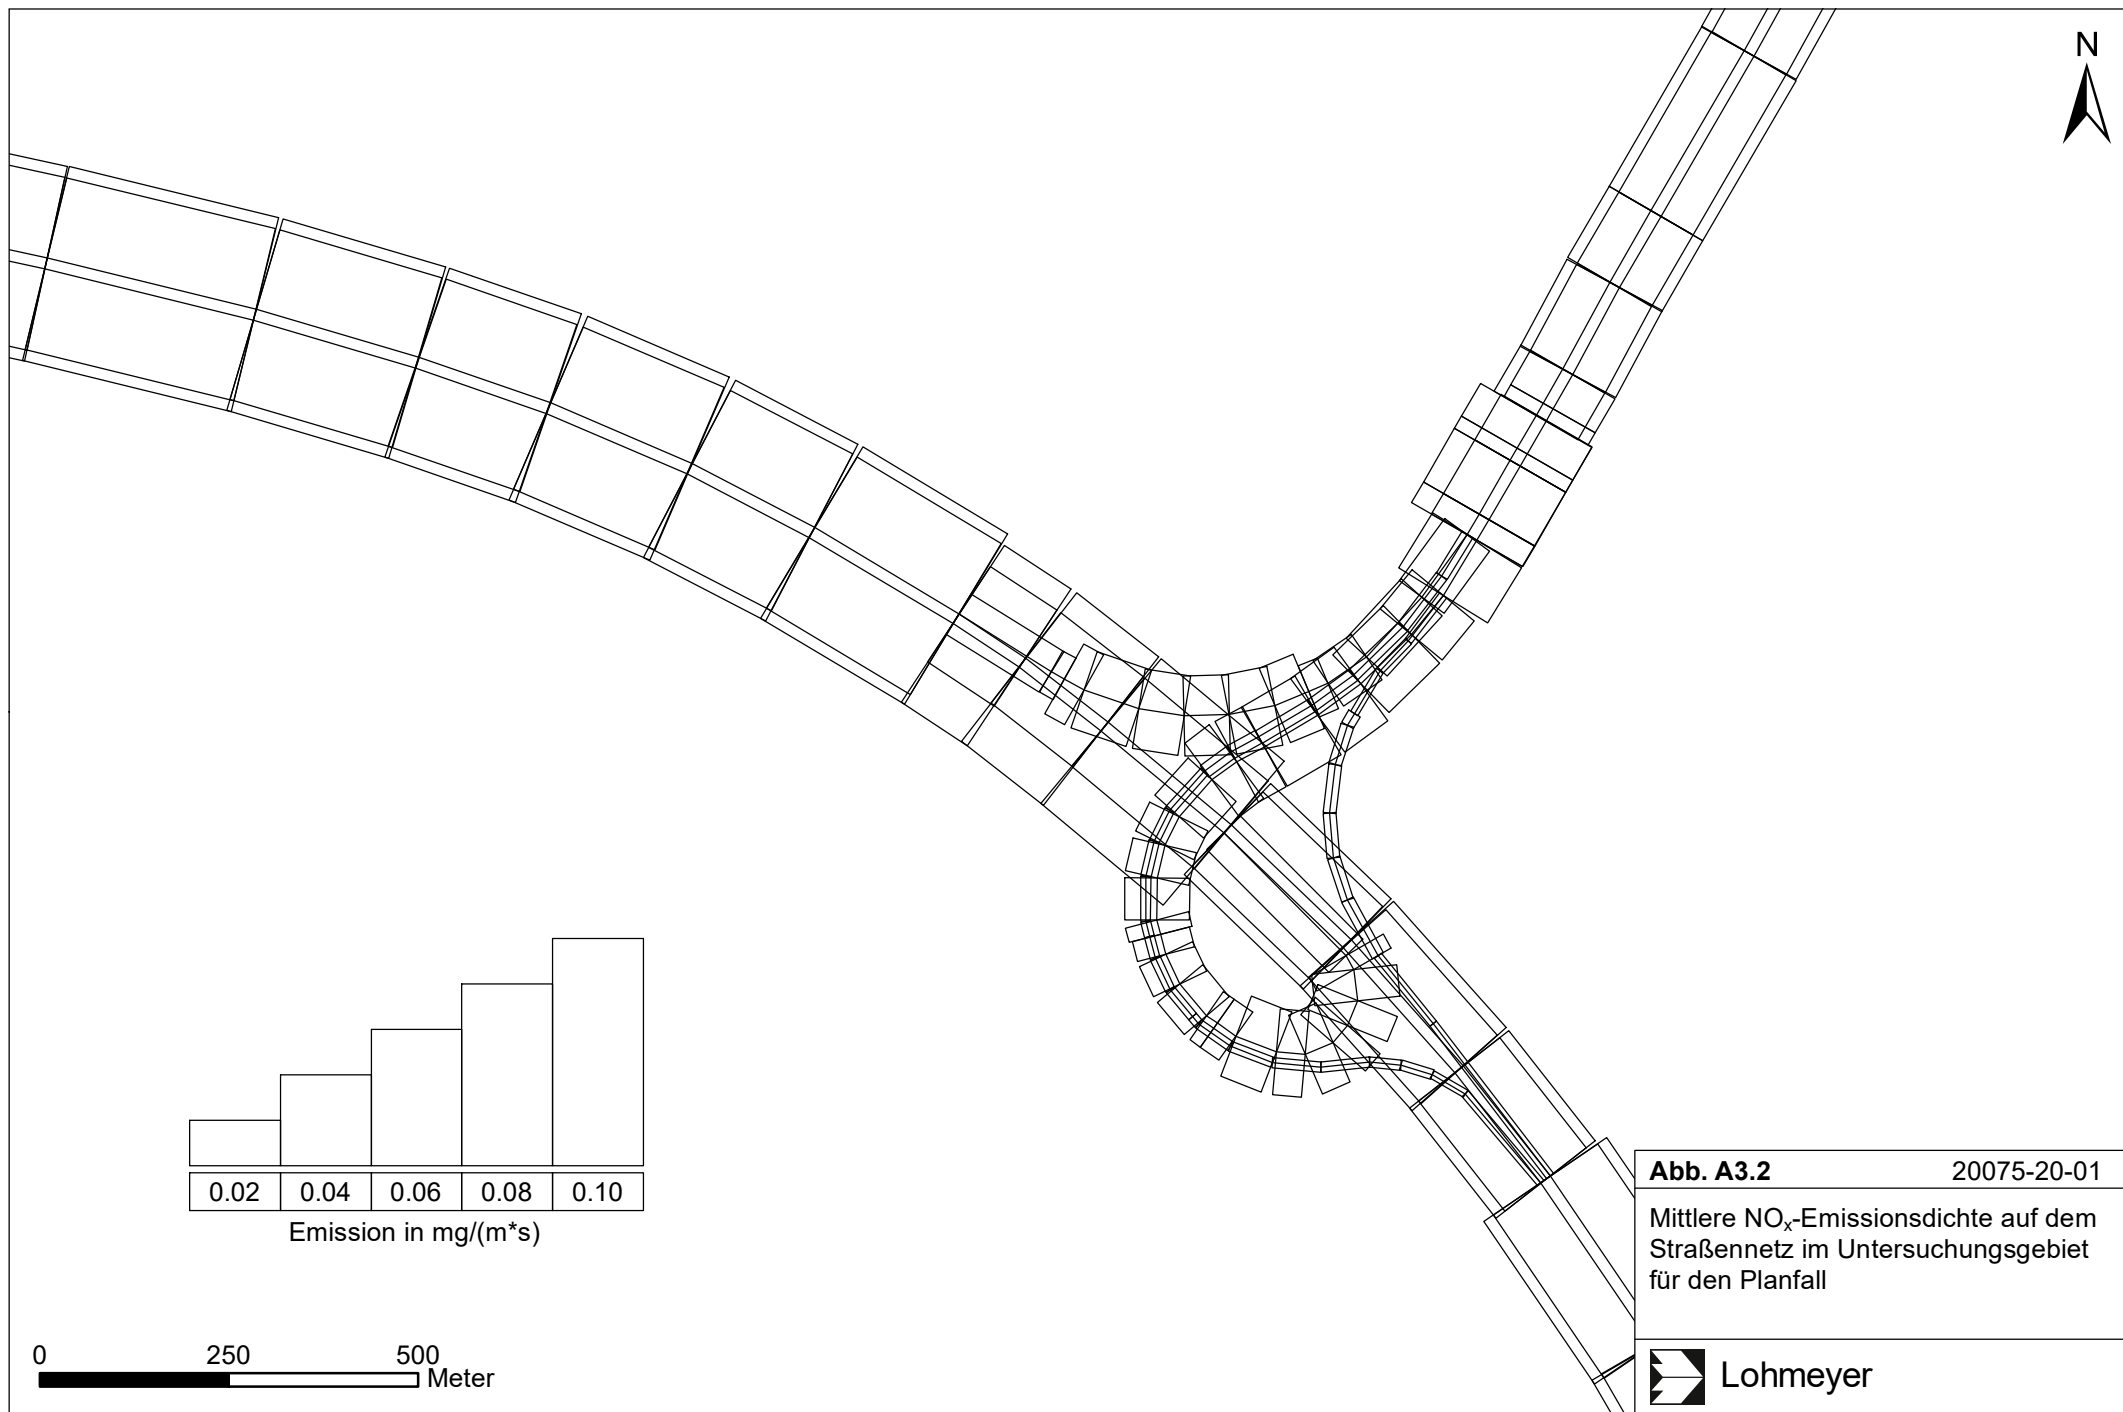 N
0.02 0.04 0.06 0.08 0.10
Emission in mg/(m*s)
0 250 500
Meter
Abb. A3.2 20075-20-01
Mittlere NOx-Emissionsdichte auf dem
Straßennetz im Untersuchungsgebiet
für den Planfall
Lohmeyer